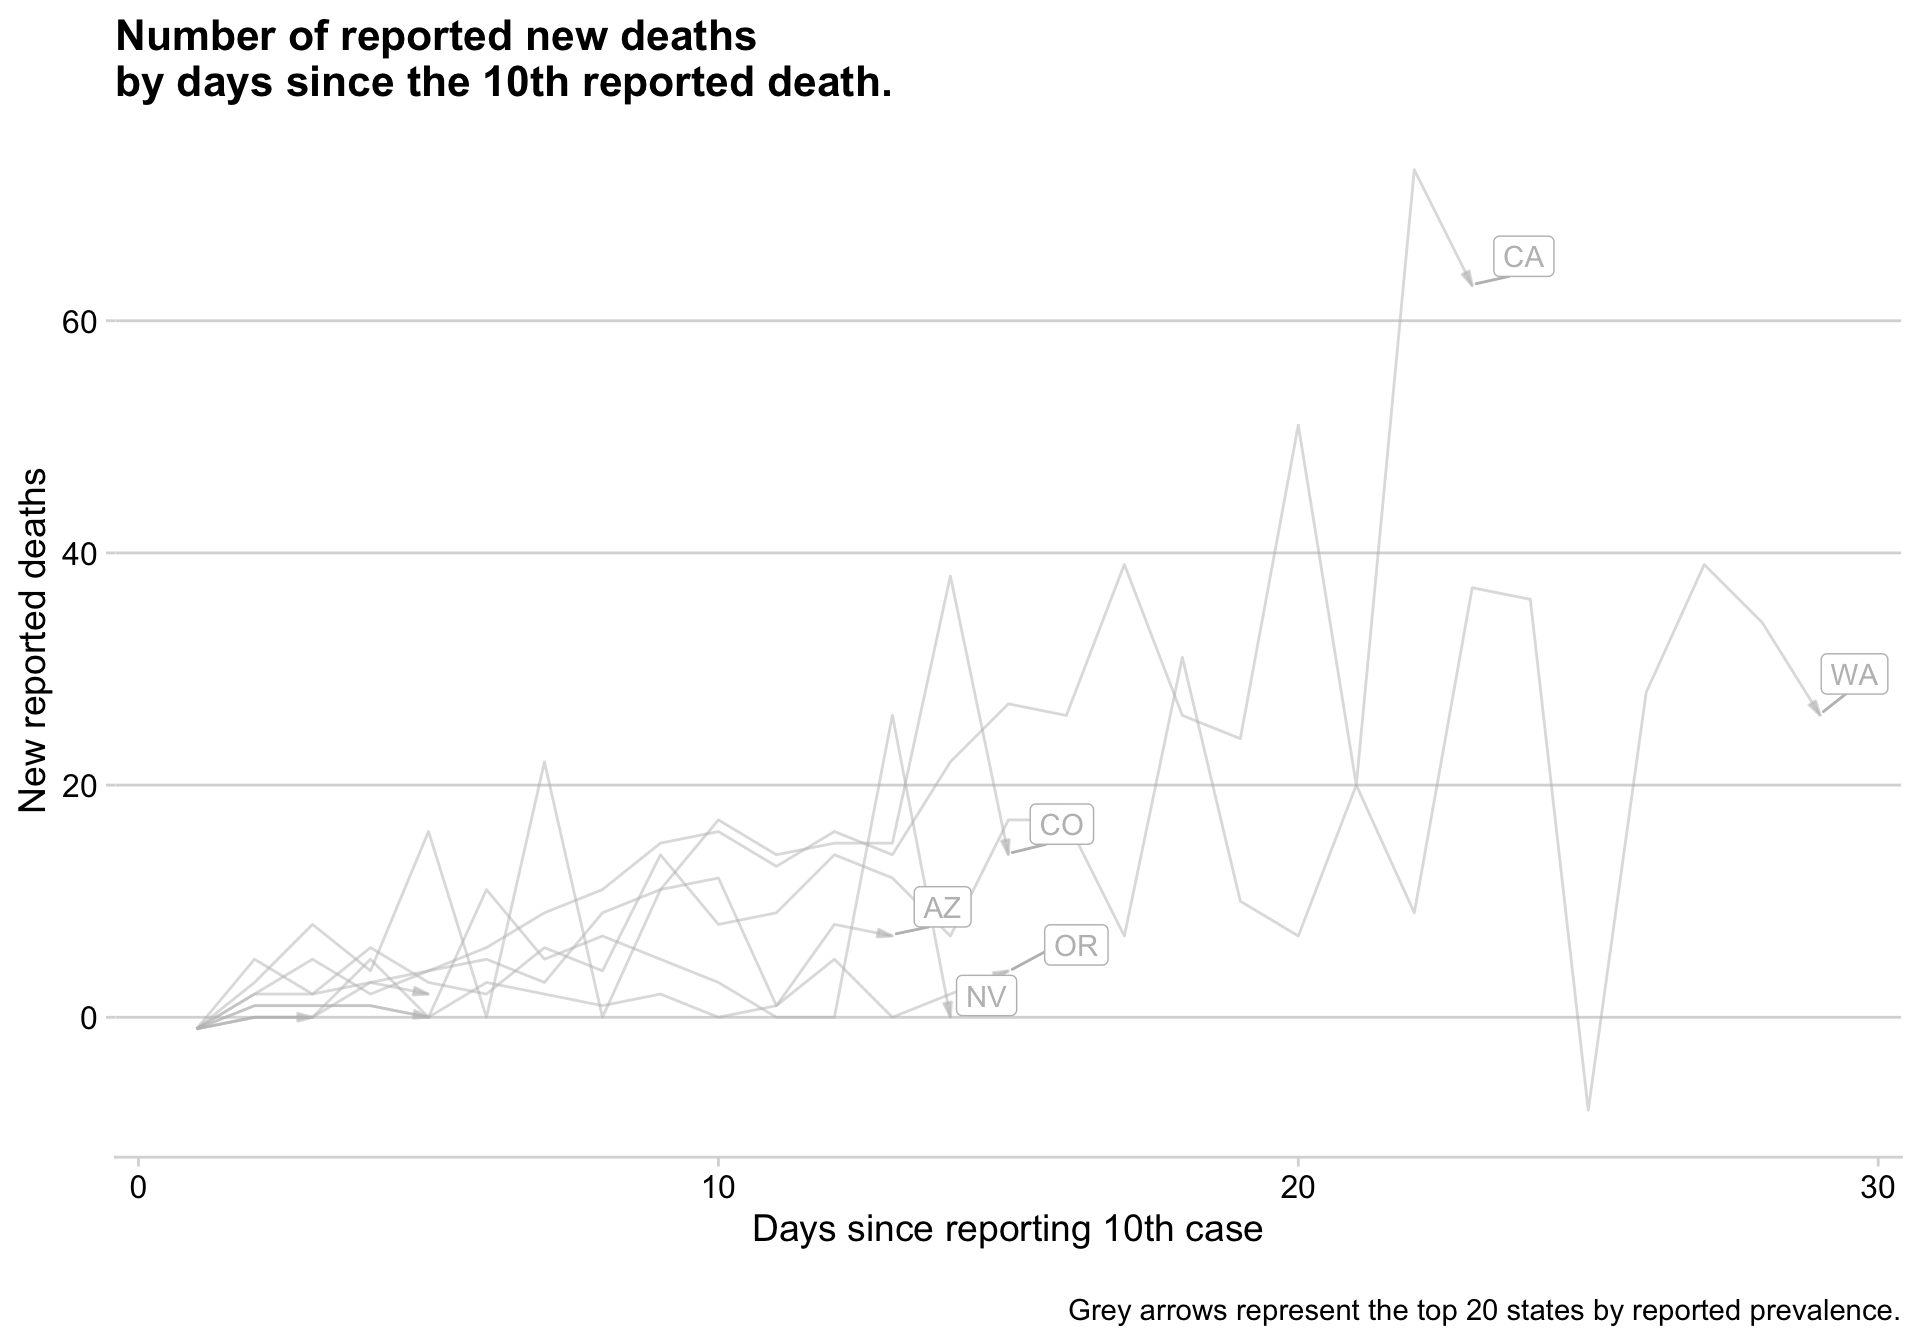 Number of reported new deaths
by days since the 10th reported death.
CA
60
40
New reported deaths
WA
20
CO
AZ
OR
NV
0
0 10 20 30
Days since reporting 10th case
Grey arrows represent the top 20 states by reported prevalence.